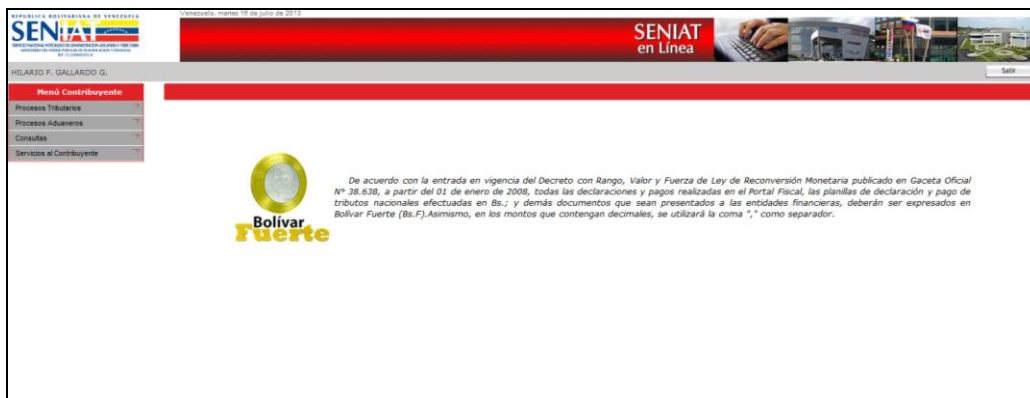 REPUBLICA BOLIVARIANA DE VENEZUELA
Venezuela, martes 16 de julio de 2013
SENIAT
SENIAT
en Línea
HILARIO F. GALLARDO G.
Salir
Menú Contribuyente
Procesos Tributarios
Procesos Aduaneros
Consultas
Servicios al Contribuyente
De acuerdo con la entrada en vigencia del Decreto con Rango, Valor y Fuerza de Ley de Reconversión Monetaria publicado en Gaceta Oficial
N° 38.638, a partir del 01 de enero de 2008, todas las declaraciones y pagos realizadas en el Portal Fiscal, las planillas de declaración y pago de
tributos nacionales efectuadas en Bs.; y demás documentos que sean presentados a las entidades financieras, deberán ser expresados en
Bolívar Fuerte (Bs.F).Asimismo, en los montos que contengan decimales, se utilizará la coma "," como separador.
Bolívar
Fuerte